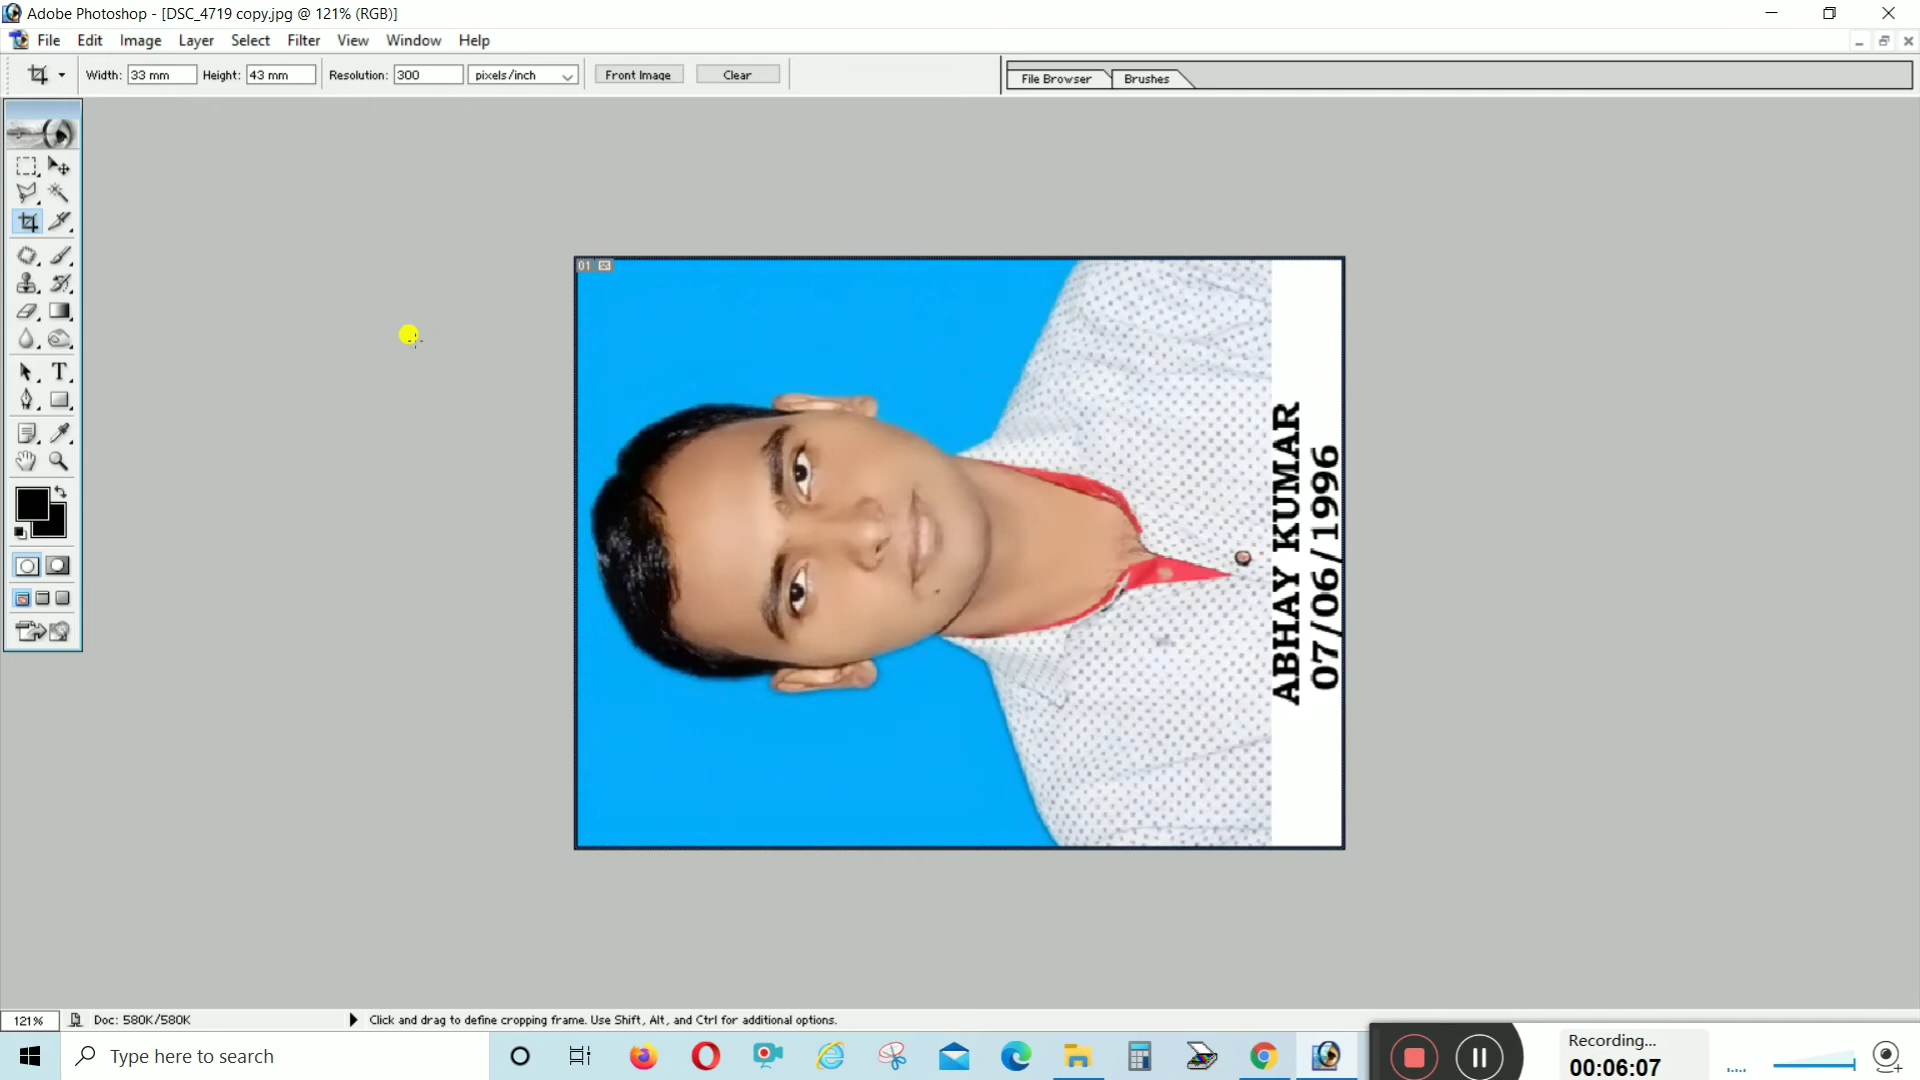 Adobe Photoshop - [DSC_4719 copy.jpg @ 121% (RGB)]
File Edit Image Layer Select Filter View Window Help
Width: 33 mm Height: 43 mm Resolution: 300 pixels/inch Front Image Clear
File Browser Brushes
01
T
ABHAY KUMAR
07/06/1996
121% Doc: 580K/580K Click and drag to define cropping frame. Use Shift, Alt, and Ctrl for additional options.
Type here to search
Recording...
00:06:07